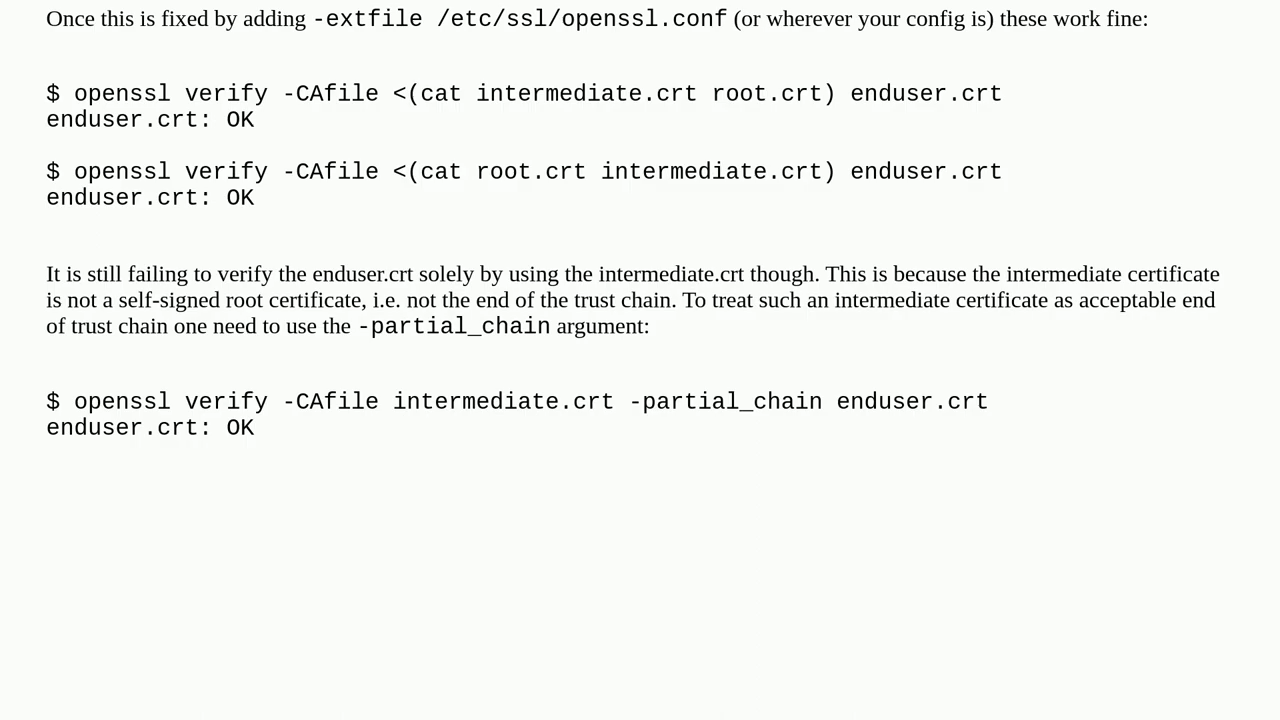 Once this is fixed by adding -extfile /etc/ssl/openssl.conf (or wherever your config is) these work fine:
$ openssl verify -CAfile <(cat intermediate.crt root.crt) enduser.crt
enduser.crt: OK
$ openssl verify -CAfile <(cat root.crt intermediate.crt) enduser.crt
enduser.crt: OK
It is still failing to verify the enduser.crt solely by using the intermediate.crt though. This is because the intermediate certificate
is not a self-signed root certificate, i.e. not the end of the trust chain. To treat such an intermediate certificate as acceptable end
of trust chain one need to use the -partial_chain argument:
$ openssl verify -CAfile intermediate.crt -partial_chain enduser.crt
enduser.crt: OK